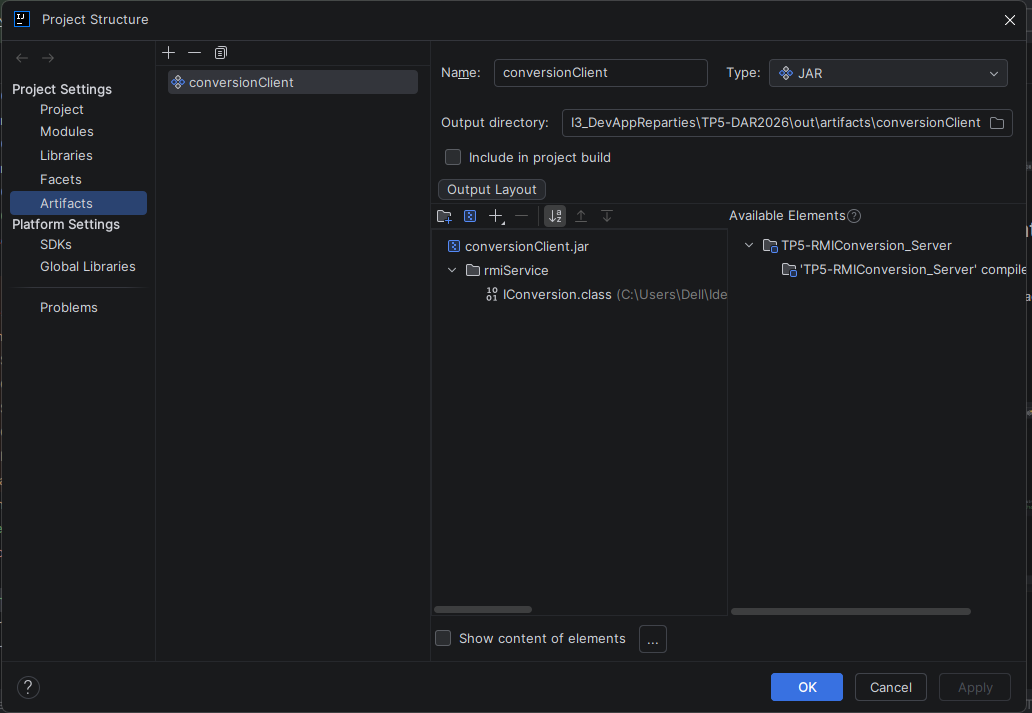 Project Structure
Project Settings
Project
Modules
Libraries
Facets
Artifacts
Platform Settings
SDKs
Global Libraries
Problems
conversionClient
Name: conversionClient Type: JAR
Output directory: I3_DevAppReparties\TP5-DAR2026\out\artifacts\conversionClient
Include in project build
Output Layout
Available Elements
conversionClient.jar
rmiService
IConversion.class (C:\Users\Dell\Ide
TP5-RMIConversion_Server
'TP5-RMIConversion_Server' compile
Show content of elements ...
? OK Cancel Apply